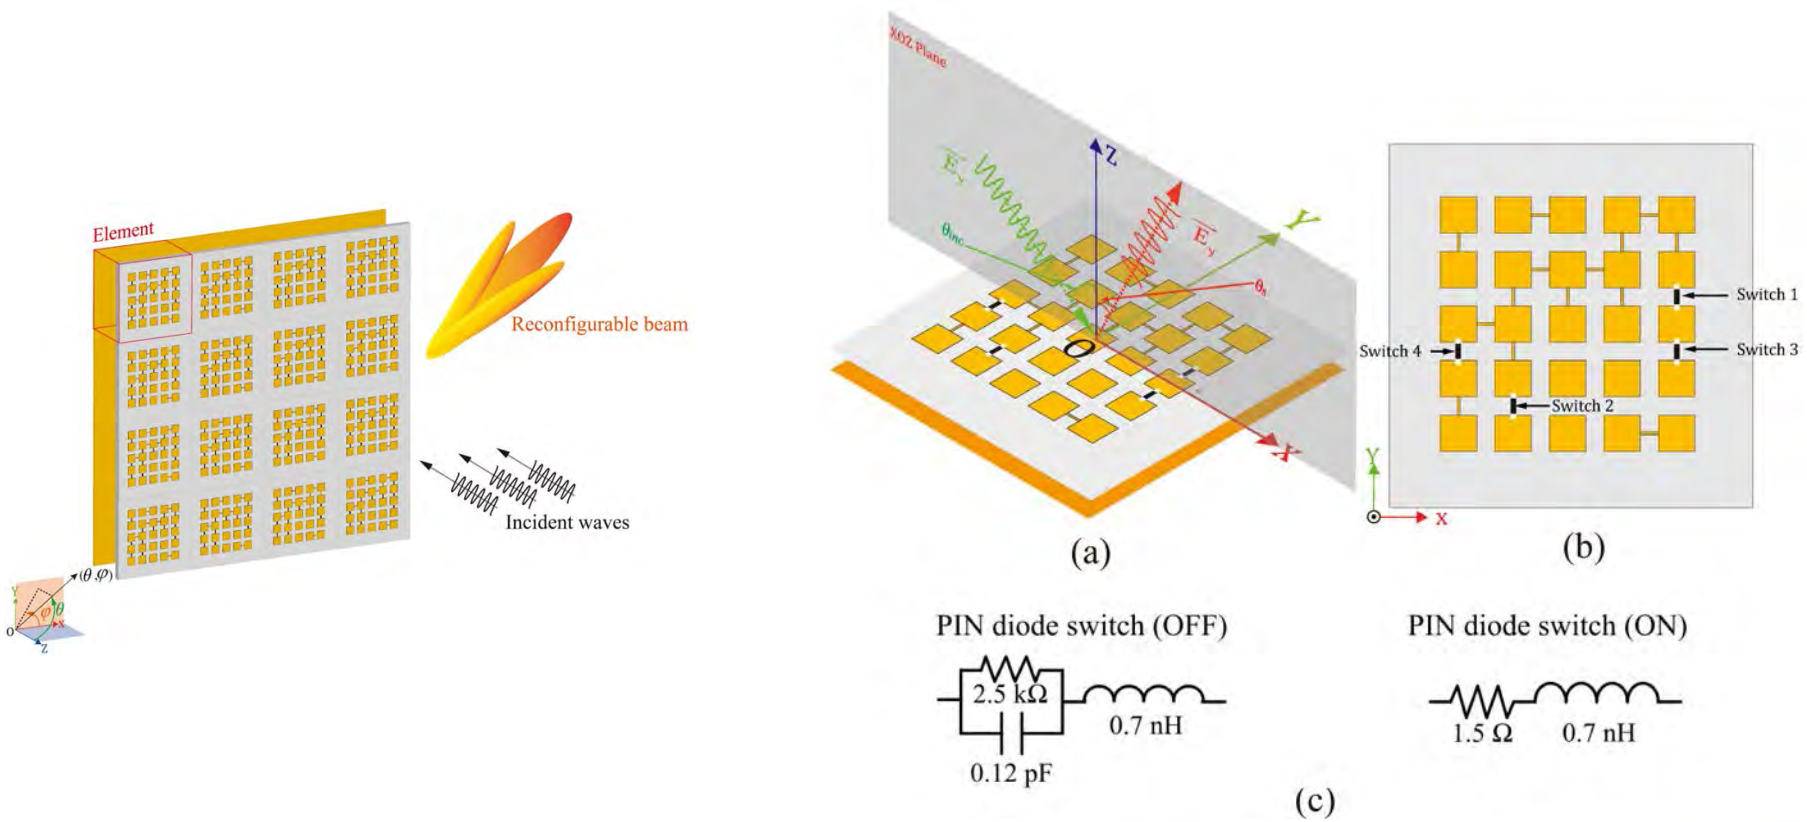 Element
Reconfigurable beam
Incident waves
(θ,φ)
Y
φ
θ
X
O
Z
XOZ Plane
E_y
θinc
Z
Y
E_y
θs
O
X
(a)
Switch 1
Switch 4
Switch 3
Switch 2
Y
X
(b)
PIN diode switch (OFF)
2.5 kΩ
0.7 nH
0.12 pF
PIN diode switch (ON)
1.5 Ω
0.7 nH
(c)